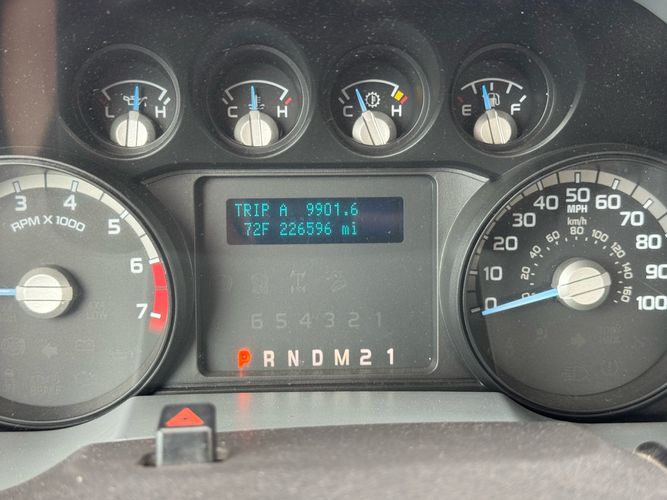 L H
C H
C H
E F
3 4 5 6 7
RPM X 1000
TRIP A 9901.6
72F 226596 mi
6 5 4 3 2 1
P R N D M 2 1
0 10 20 30 40 50 60 70 80 90 100
MPH
km/h
0 20 40 60 80 100 120 140 160